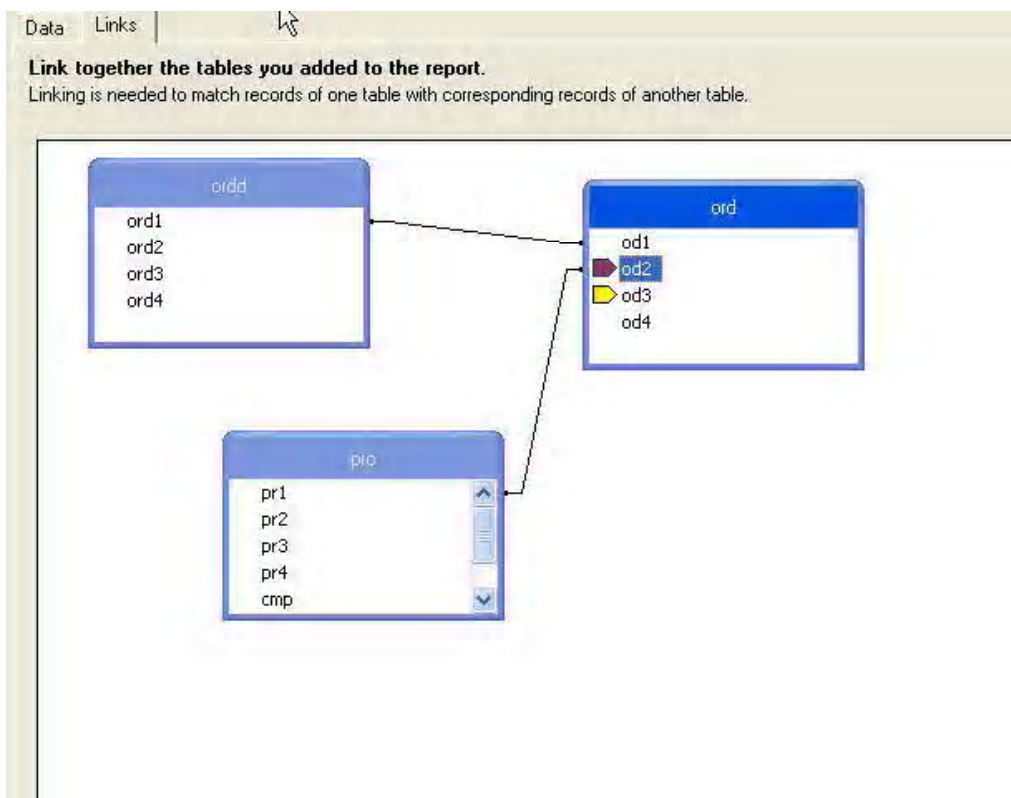 Data Links
Link together the tables you added to the report.
Linking is needed to match records of one table with corresponding records of another table.
ordd
ord1
ord2
ord3
ord4
ord
od1
od2
od3
od4
pro
pr1
pr2
pr3
pr4
cmp